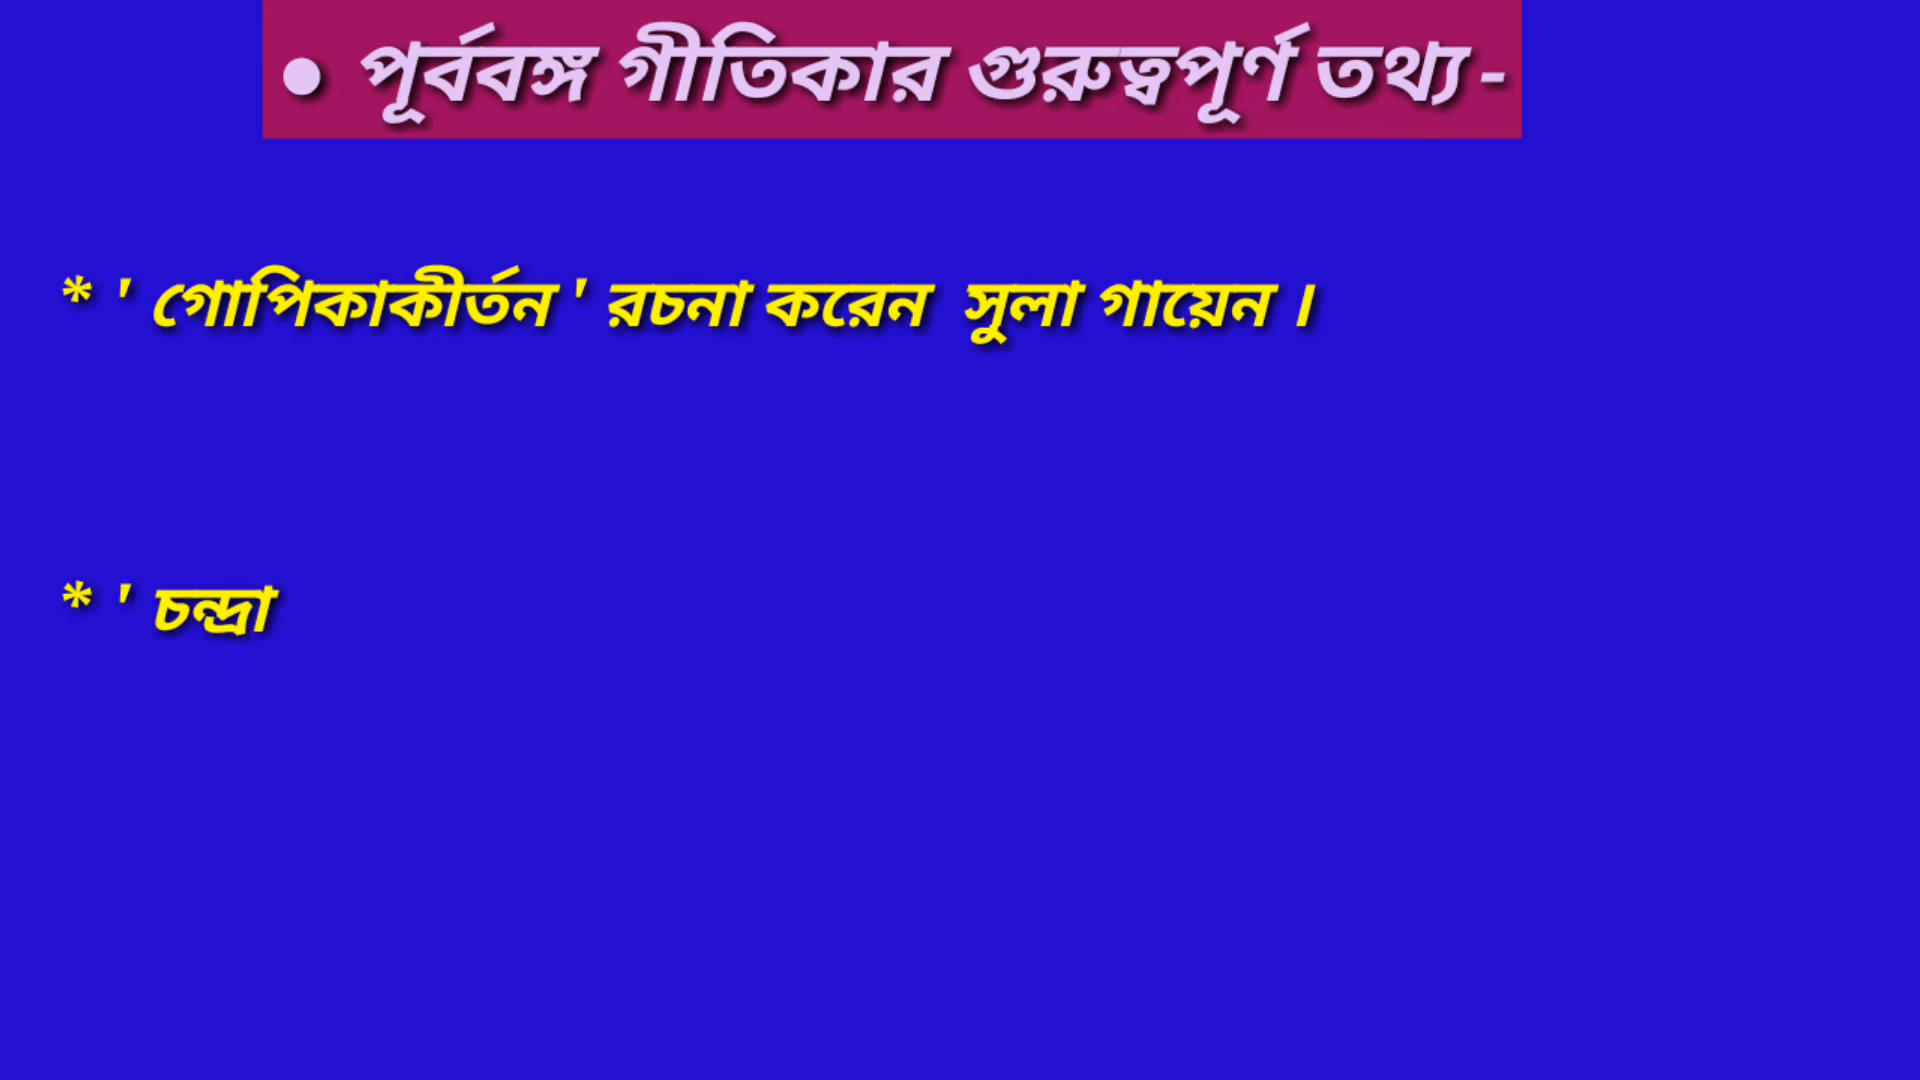 ● পূর্ববঙ্গ গীতিকার গুরুত্বপূর্ণ তথ্য -
* ' গোপিকাকীর্তন ' রচনা করেন সুলা গায়েন ।
* ' চন্দ্রা